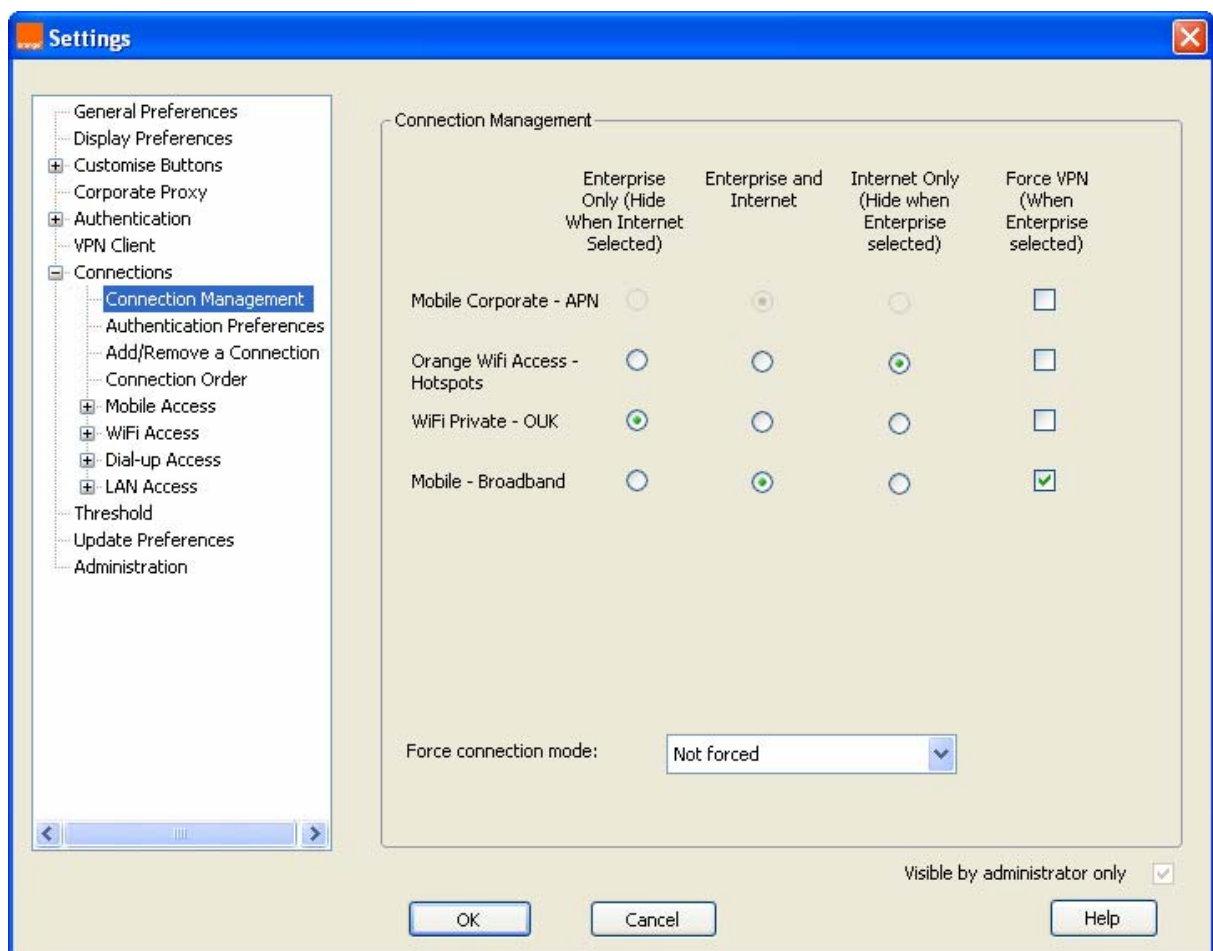 Settings
General Preferences
Display Preferences
Customise Buttons
Corporate Proxy
Authentication
VPN Client
Connections
Connection Management
Authentication Preferences
Add/Remove a Connection
Connection Order
Mobile Access
WiFi Access
Dial-up Access
LAN Access
Threshold
Update Preferences
Administration
Connection Management
Enterprise
Only (Hide
When Internet
Selected)
Enterprise and
Internet
Internet Only
(Hide when
Enterprise
selected)
Force VPN
(When
Enterprise
selected)
Mobile Corporate - APN
Orange Wifi Access -
Hotspots
WiFi Private - OUK
Mobile - Broadband
Force connection mode:
Not forced
Visible by administrator only
OK
Cancel
Help